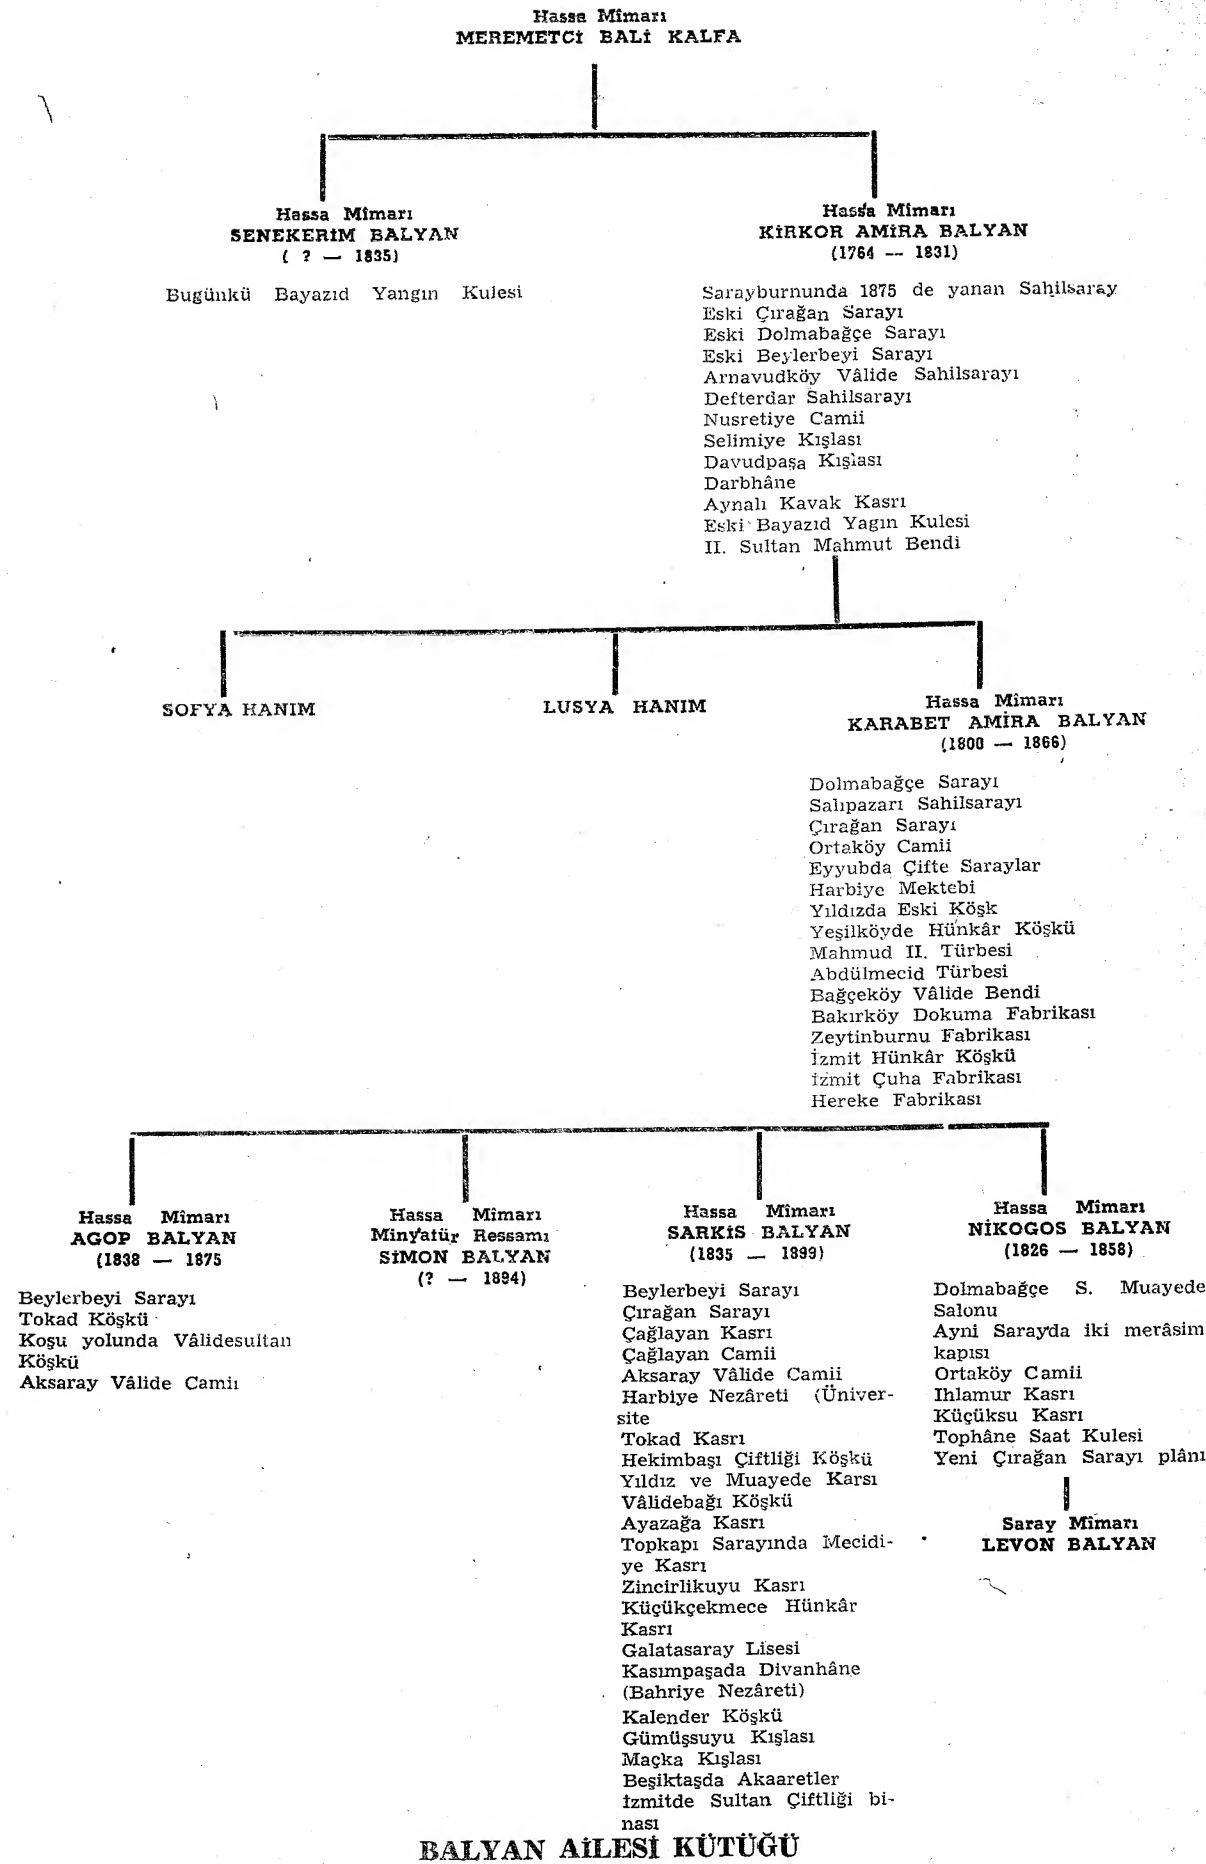 Hassa Mîmarı
MEREMETCİ BALİ KALFA
Hassa Mîmarı
SENEKERİM BALYAN
( ? — 1835)
Bugünkü Bayazıd Yangın Kulesi
Hassa Mîmarı
KİRKOR AMİRA BALYAN
(1764 — 1831)
Sarayburnunda 1875 de yanan Sahilsaray
Eski Çırağan Sarayı
Eski Dolmabağçe Sarayı
Eski Beylerbeyi Sarayı
Arnavudköy Vâlide Sahilsarayı
Defterdar Sahilsarayı
Nusretiye Camii
Selimiye Kışlası
Davudpaşa Kışlası
Darbhâne
Aynalı Kavak Kasrı
Eski Bayazıd Yagın Kulesi
II. Sultan Mahmut Bendi
SOFYA HANIM
LUSYA HANIM
Hassa Mîmarı
KARABET AMİRA BALYAN
(1800 — 1866)
Dolmabağçe Sarayı
Salıpazarı Sahilsarayı
Çırağan Sarayı
Ortaköy Camii
Eyyubda Çifte Saraylar
Harbiye Mektebi
Yıldızda Eski Köşk
Yeşilköyde Hünkâr Köşkü
Mahmud II. Türbesi
Abdülmecid Türbesi
Bağçeköy Vâlide Bendi
Bakırköy Dokuma Fabrikası
Zeytinburnu Fabrikası
İzmit Hünkâr Köşkü
İzmit Çuha Fabrikası
Hereke Fabrikası
Hassa Mîmarı
AGOP BALYAN
(1838 — 1875
Beylerbeyi Sarayı
Tokad Köşkü
Koşu yolunda Vâlidesultan
Köşkü
Aksaray Vâlide Camii
Hassa Mîmarı
Minyatür Ressamı
SİMON BALYAN
(? — 1894)
Hassa Mîmarı
SARKİS BALYAN
(1835 — 1899)
Beylerbeyi Sarayı
Çırağan Sarayı
Çağlayan Kasrı
Çağlayan Camii
Aksaray Vâlide Camii
Harbiye Nezâreti (Üniver-
site
Tokad Kasrı
Hekimbaşı Çiftliği Köşkü
Yıldız ve Muayede Karsı
Vâlidebağı Köşkü
Ayazağa Kasrı
Topkapı Sarayında Mecidi-
ye Kasrı
Zincirlikuyu Kasrı
Küçükçekmece Hünkâr
Kasrı
Galatasaray Lisesi
Kasımpaşada Divanhâne
(Bahriye Nezâreti)
Kalender Köşkü
Gümüşsuyu Kışlası
Maçka Kışlası
Beşiktaşda Akaaretler
İzmitde Sultan Çiftliği bi-
nası
Hassa Mîmarı
NİKOGOS BALYAN
(1826 — 1858)
Dolmabağçe S. Muayede
Salonu
Ayni Sarayda iki merâsim
kapısı
Ortaköy Camii
Ihlamur Kasrı
Küçüksu Kasrı
Tophâne Saat Kulesi
Yeni Çırağan Sarayı plânı
Saray Mîmarı
LEVON BALYAN
BALYAN AİLESİ KÜTÜĞÜ